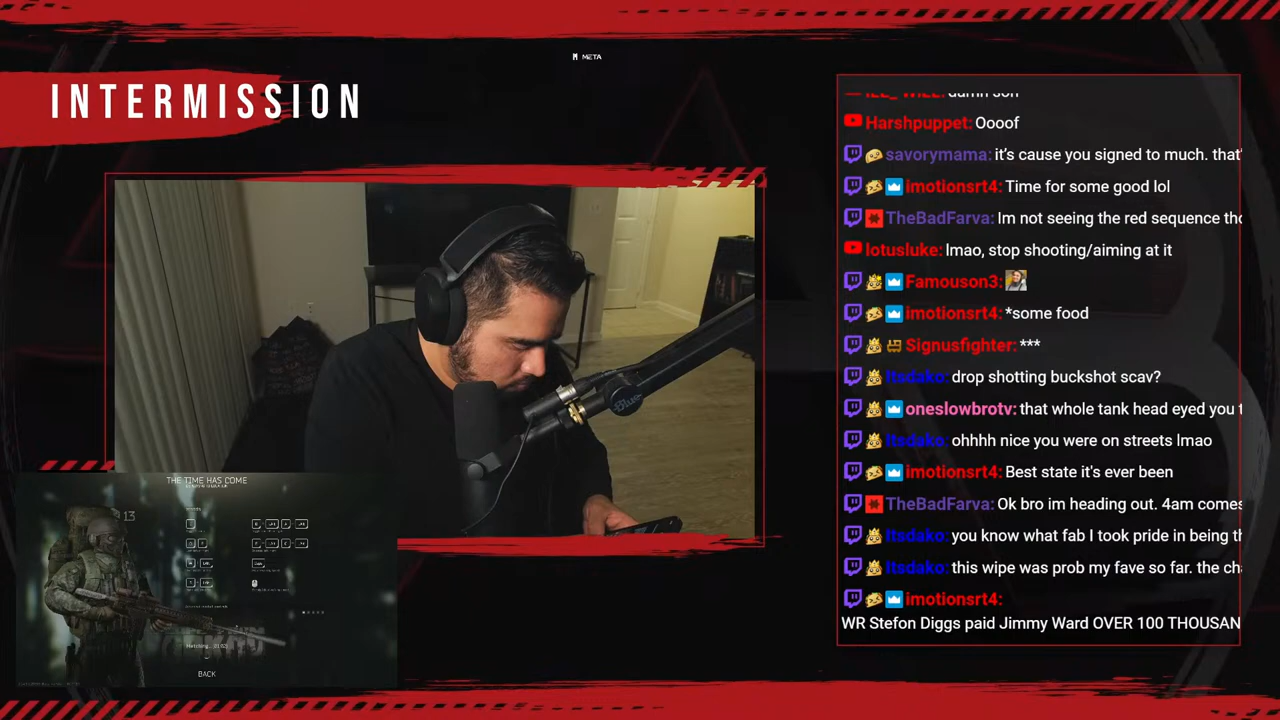 META
INTERMISSION
damn son
Harshpuppet: Oooof
savorymama: it's cause you signed to much. that'
imotionsrt4: Time for some good lol
TheBadFarva: Im not seeing the red sequence tho
lotusluke: lmao, stop shooting/aiming at it
Famouson3:
imotionsrt4: *some food
Signusfighter: ***
Itsdako: drop shotting buckshot scav?
oneslowbrotv: that whole tank head eyed you t
Itsdako: ohhhh nice you were on streets lmao
imotionsrt4: Best state it's ever been
TheBadFarva: Ok bro im heading out. 4am comes
Itsdako: you know what fab I took pride in being th
Itsdako: this wipe was prob my fave so far. the ch
imotionsrt4:
WR Stefon Diggs paid Jimmy Ward OVER 100 THOUSAN
Blue
THE TIME HAS COME
13
BACK